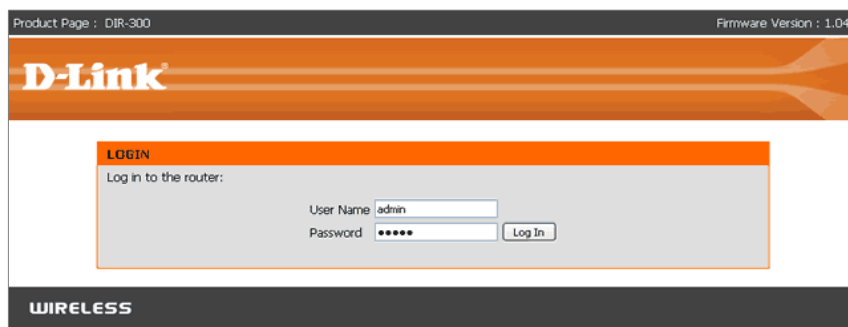 Product Page : DIR-300 Firmware Version : 1.04
D-Link®
LOGIN
Log in to the router:
User Name admin
Password ●●●●● Log In
WIRELESS